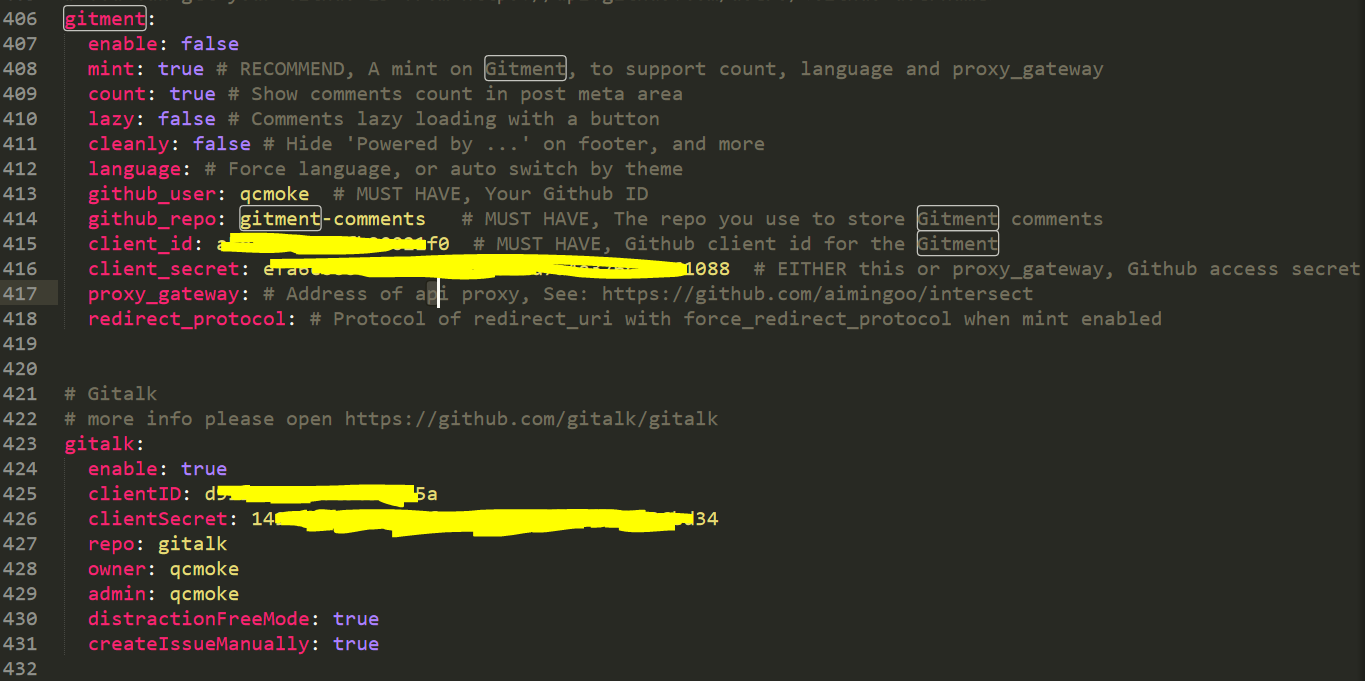 406 gitment:
407 enable: false
408 mint: true # RECOMMEND, A mint on Gitment, to support count, language and proxy_gateway
409 count: true # Show comments count in post meta area
410 lazy: false # Comments lazy loading with a button
411 cleanly: false # Hide 'Powered by ...' on footer, and more
412 language: # Force language, or auto switch by theme
413 github_user: qcmoke # MUST HAVE, Your Github ID
414 github_repo: gitment-comments # MUST HAVE, The repo you use to store Gitment comments
415 client_id: f0 # MUST HAVE, Github client id for the Gitment
416 client_secret: 1088 # EITHER this or proxy_gateway, Github access secret
417 proxy_gateway: # Address of api proxy, See: https://github.com/aimingoo/intersect
418 redirect_protocol: # Protocol of redirect_uri with force_redirect_protocol when mint enabled
419
420
421 # Gitalk
422 # more info please open https://github.com/gitalk/gitalk
423 gitalk:
424 enable: true
425 clientID: d 5a
426 clientSecret: 14 d34
427 repo: gitalk
428 owner: qcmoke
429 admin: qcmoke
430 distractionFreeMode: true
431 createIssueManually: true
432